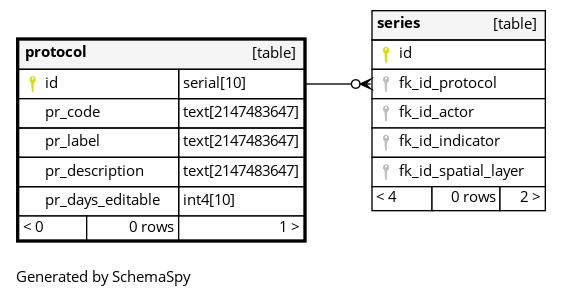 protocol [table]
id serial[10]
pr_code text[2147483647]
pr_label text[2147483647]
pr_description text[2147483647]
pr_days_editable int4[10]
< 0 0 rows 1 >
series [table]
id
fk_id_protocol
fk_id_actor
fk_id_indicator
fk_id_spatial_layer
< 4 0 rows 2 >
Generated by SchemaSpy